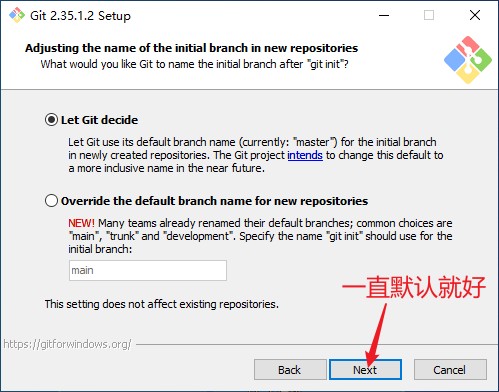 Git 2.35.1.2 Setup
Adjusting the name of the initial branch in new repositories
What would you like Git to name the initial branch after "git init"?
Let Git decide
Let Git use its default branch name (currently: "master") for the initial branch
in newly created repositories. The Git project intends to change this default to
a more inclusive name in the near future.
Override the default branch name for new repositories
NEW! Many teams already renamed their default branches; common choices are
"main", "trunk" and "development". Specify the name "git init" should use for the
initial branch:
main
一直默认就好
This setting does not affect existing repositories.
https://gitforwindows.org/
Back
Next
Cancel